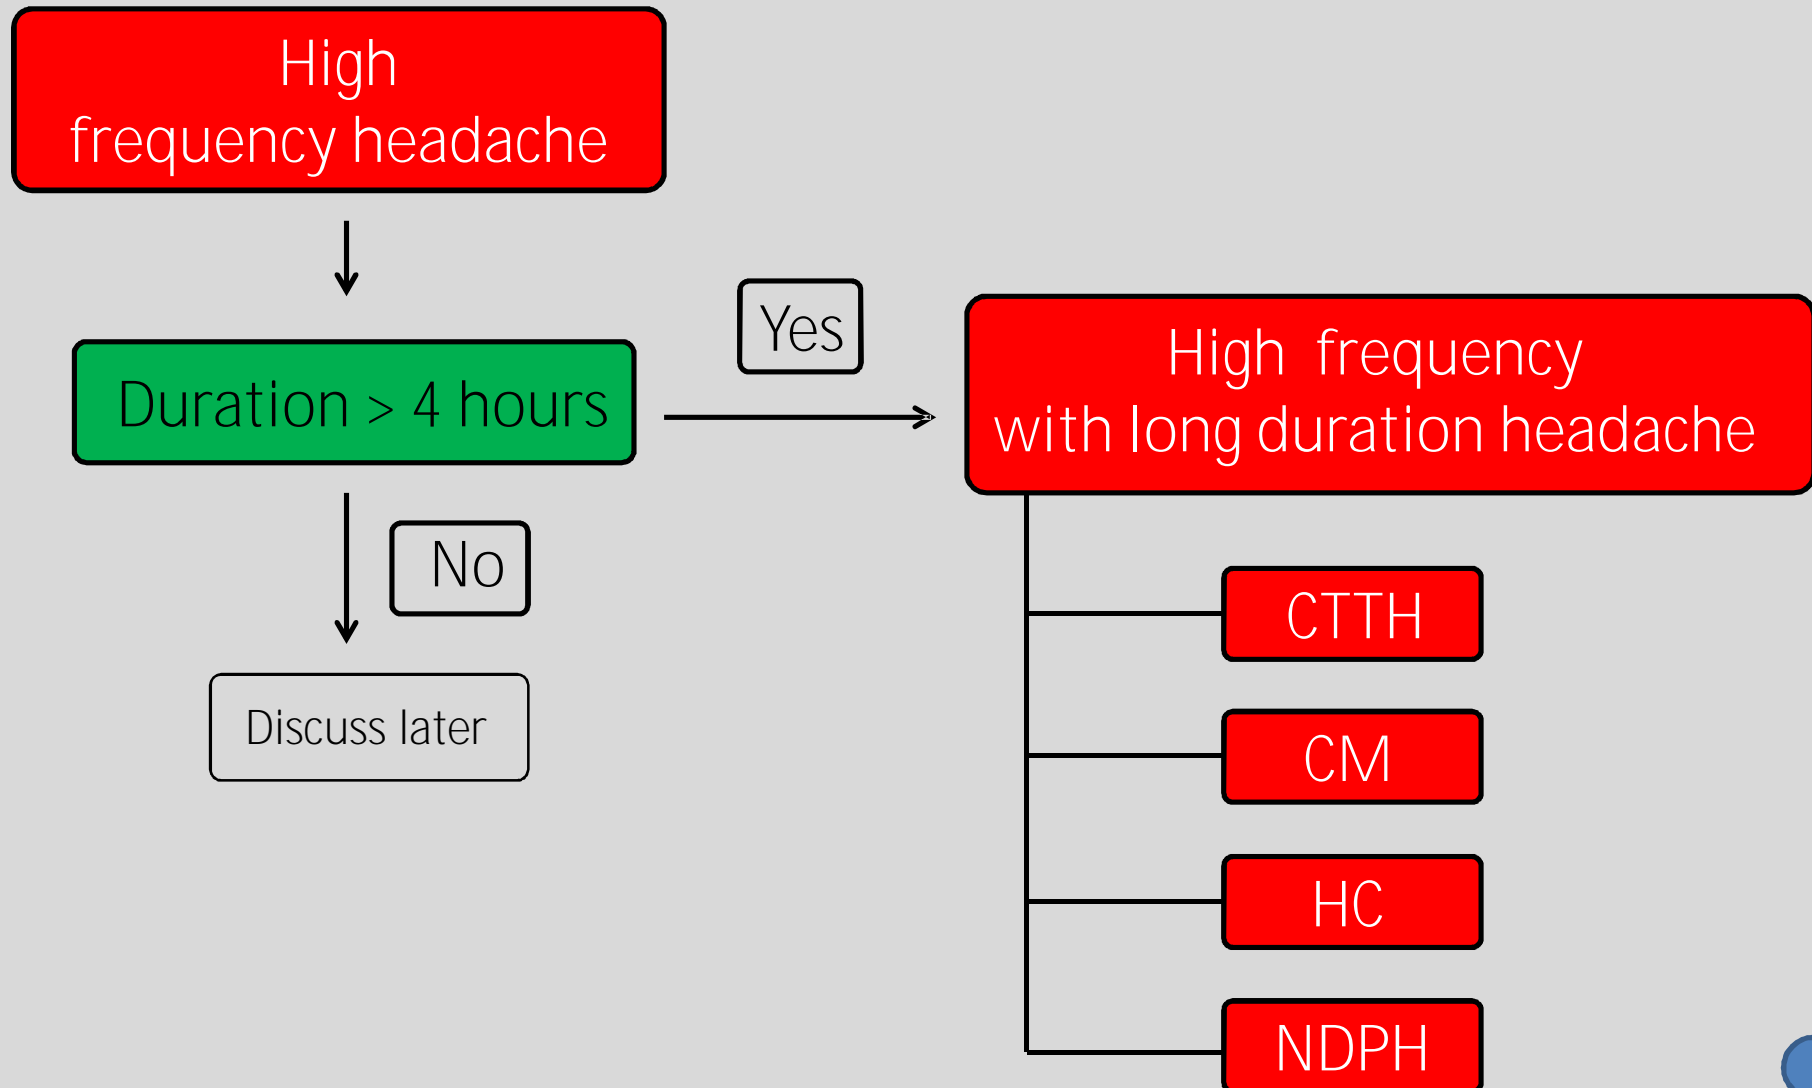 High
frequency headache
Duration > 4 hours
Yes
High frequency
with long duration headache
No
Discuss later
CTTH
CM
HC
NDPH